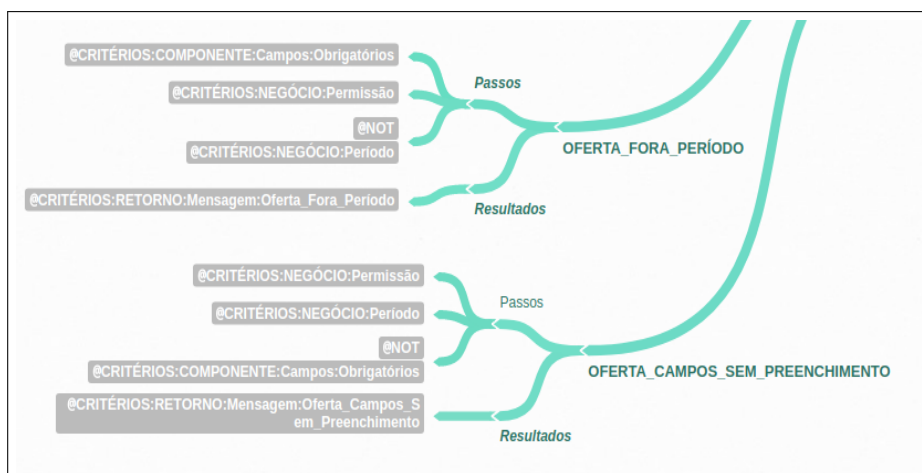 @CRITÉRIOS:COMPONENTE:Campos:Obrigatórios
Passos
@CRITÉRIOS:NEGÓCIO:Permissão
@NOT
@CRITÉRIOS:NEGÓCIO:Período
OFERTA_FORA_PERÍODO
@CRITÉRIOS:RETORNO:Mensagem:Oferta_Fora_Período
Resultados
@CRITÉRIOS:NEGÓCIO:Permissão
Passos
@CRITÉRIOS:NEGÓCIO:Período
@NOT
@CRITÉRIOS:COMPONENTE:Campos:Obrigatórios
OFERTA_CAMPOS_SEM_PREENCHIMENTO
@CRITÉRIOS:RETORNO:Mensagem:Oferta_Campos_S
em_Preenchimento
Resultados